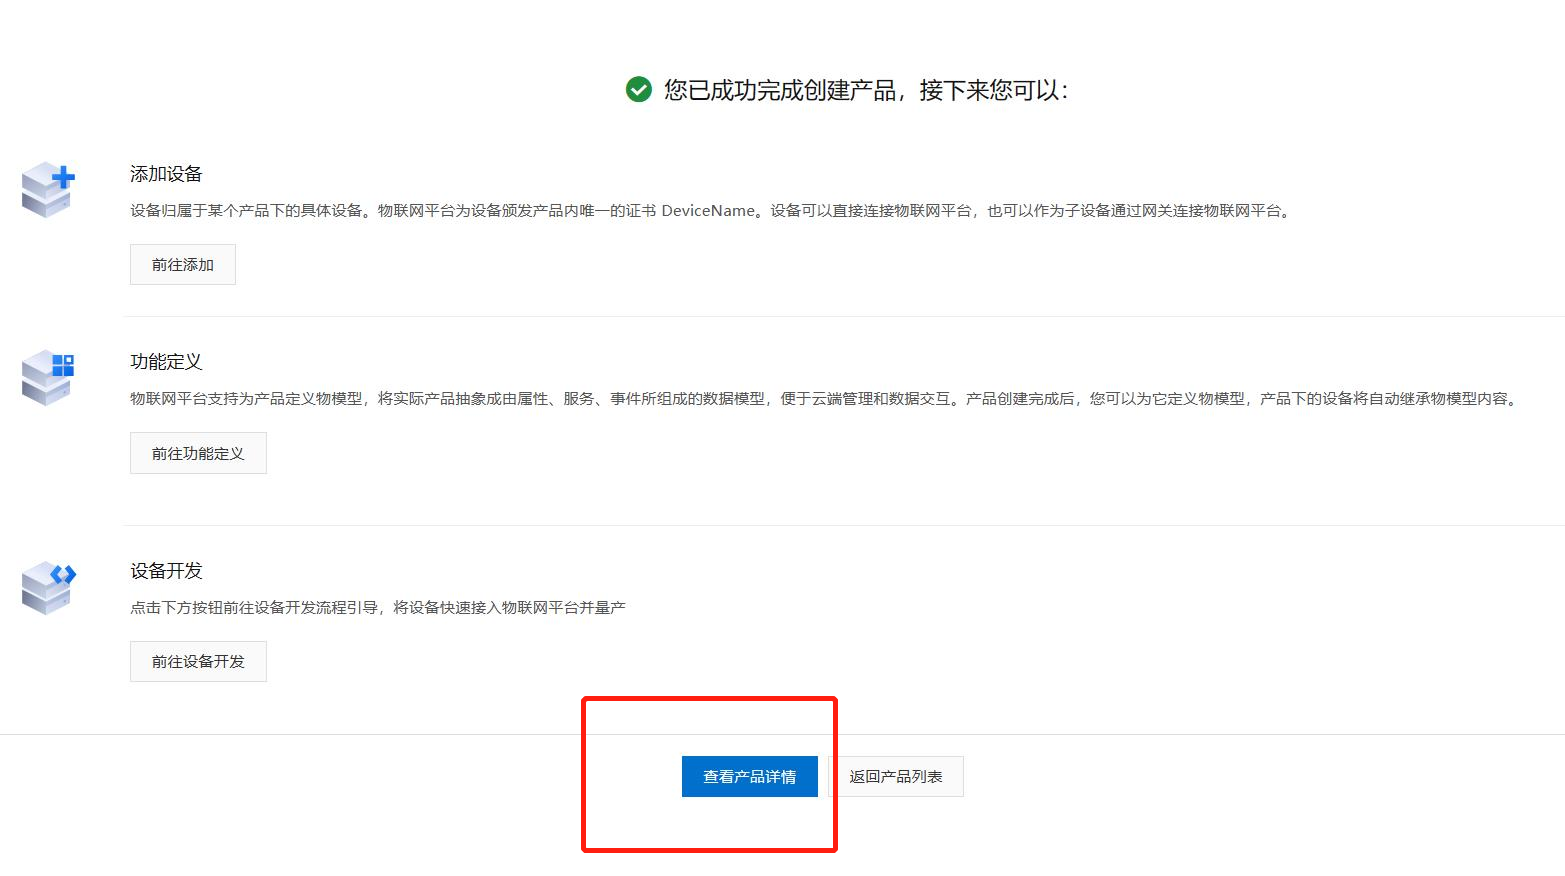 您已成功完成创建产品，接下来您可以：
添加设备
设备归属于某个产品下的具体设备。物联网平台为设备颁发产品内唯一的证书 DeviceName。设备可以直接连接物联网平台，也可以作为子设备通过网关连接物联网平台。
前往添加
功能定义
物联网平台支持为产品定义物模型，将实际产品抽象成由属性、服务、事件所组成的数据模型，便于云端管理和数据交互。产品创建完成后，您可以为它定义物模型，产品下的设备将自动继承物模型内容。
前往功能定义
设备开发
点击下方按钮前往设备开发流程引导，将设备快速接入物联网平台并量产
前往设备开发
查看产品详情 返回产品列表